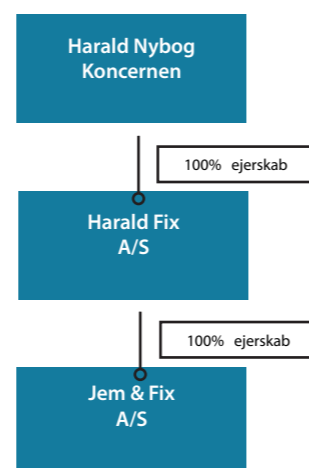 Harald Nybog
Koncernen
100% ejerskab
Harald Fix
A/S
100% ejerskab
Jem & Fix
A/S